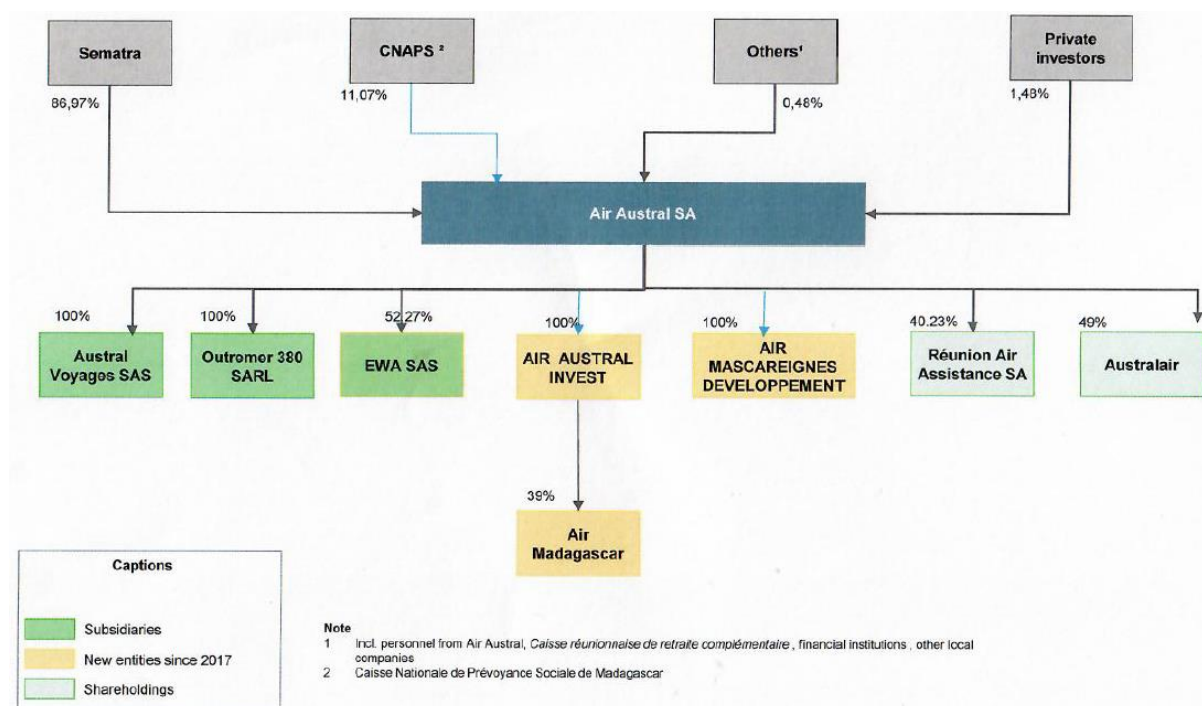 Sematra
CNAPS ²
Others¹
Private
investors
86,97%
11,07%
0,48%
1,48%
Air Austral SA
100%
100%
52,27%
100%
100%
40.23%
49%
Austral
Voyages SAS
Outremer 380
SARL
EWA SAS
AIR AUSTRAL
INVEST
AIR
MASCAREIGNES
DEVELOPPEMENT
Réunion Air
Assistance SA
Australair
39%
Air
Madagascar
Captions
Subsidiaries
New entities since 2017
Shareholdings
Note
1 Incl. personnel from Air Austral, Caisse réunionnaise de retraite complémentaire , financial institutions , other local
companies
2 Caisse Nationale de Prévoyance Sociale de Madagascar